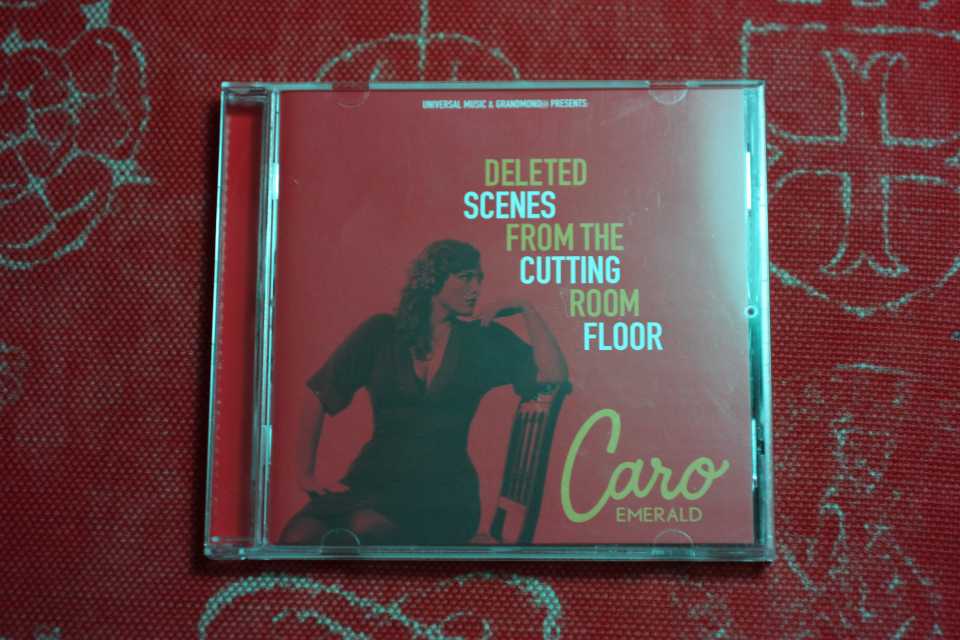 UNIVERSAL MUSIC & GRANDMONO PRESENTS
DELETED
SCENES
FROM THE
CUTTING
ROOM
FLOOR
Caro
EMERALD